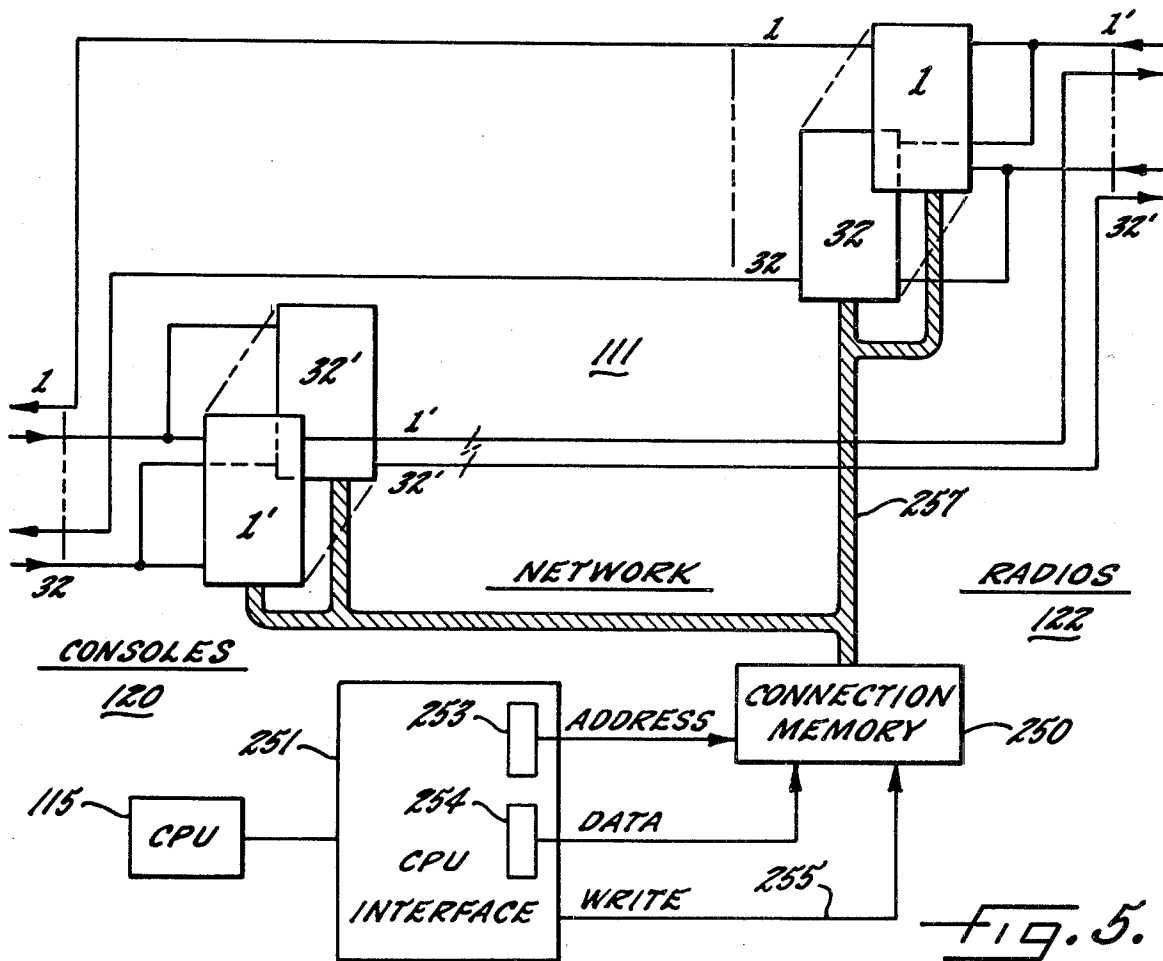 1
1
1'
1
32
32
32'
32'
111
1
1'
32'
1'
257
32
NETWORK
RADIOS
122
CONSOLES
120
CONNECTION
MEMORY
250
251
253
ADDRESS
115
CPU
254
DATA
CPU
INTERFACE
WRITE
255
Fig. 5.